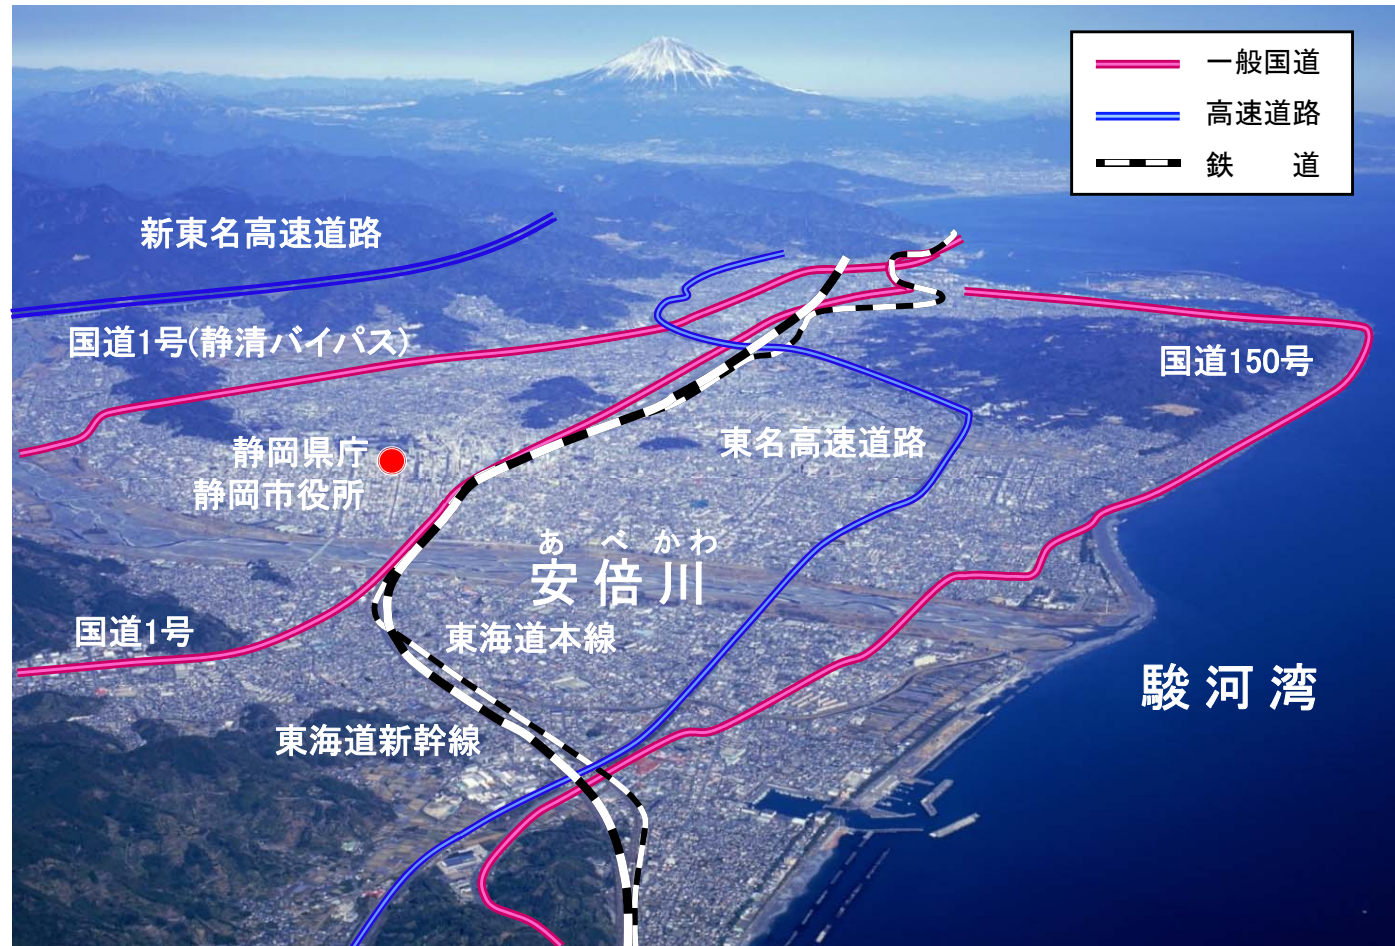 一般国道
高速道路
鉄　道
新東名高速道路
国道1号(静清バイパス)
国道150号
静岡県庁
静岡市役所
東名高速道路
あ べ かわ
安倍川
国道1号
東海道本線
駿河湾
東海道新幹線